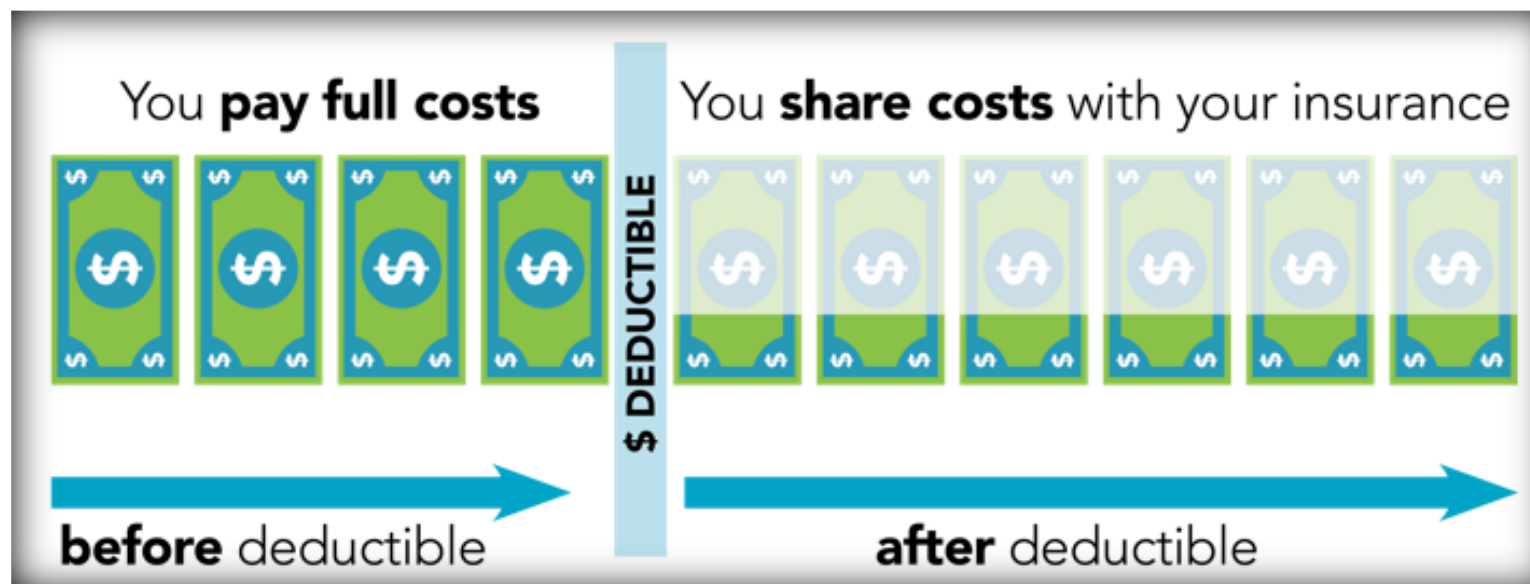 You pay full costs
You share costs with your insurance
$ $ $ $ $ $ $ $ $ $ $ $ $ $ $ $ $ $ $ $
$ $ $ $ $ $ $ $ $ $
$ $ $ $ $ $ $ $ $ $ $ $ $ $ $ $ $ $ $ $
$ DEDUCTIBLE
before deductible
after deductible